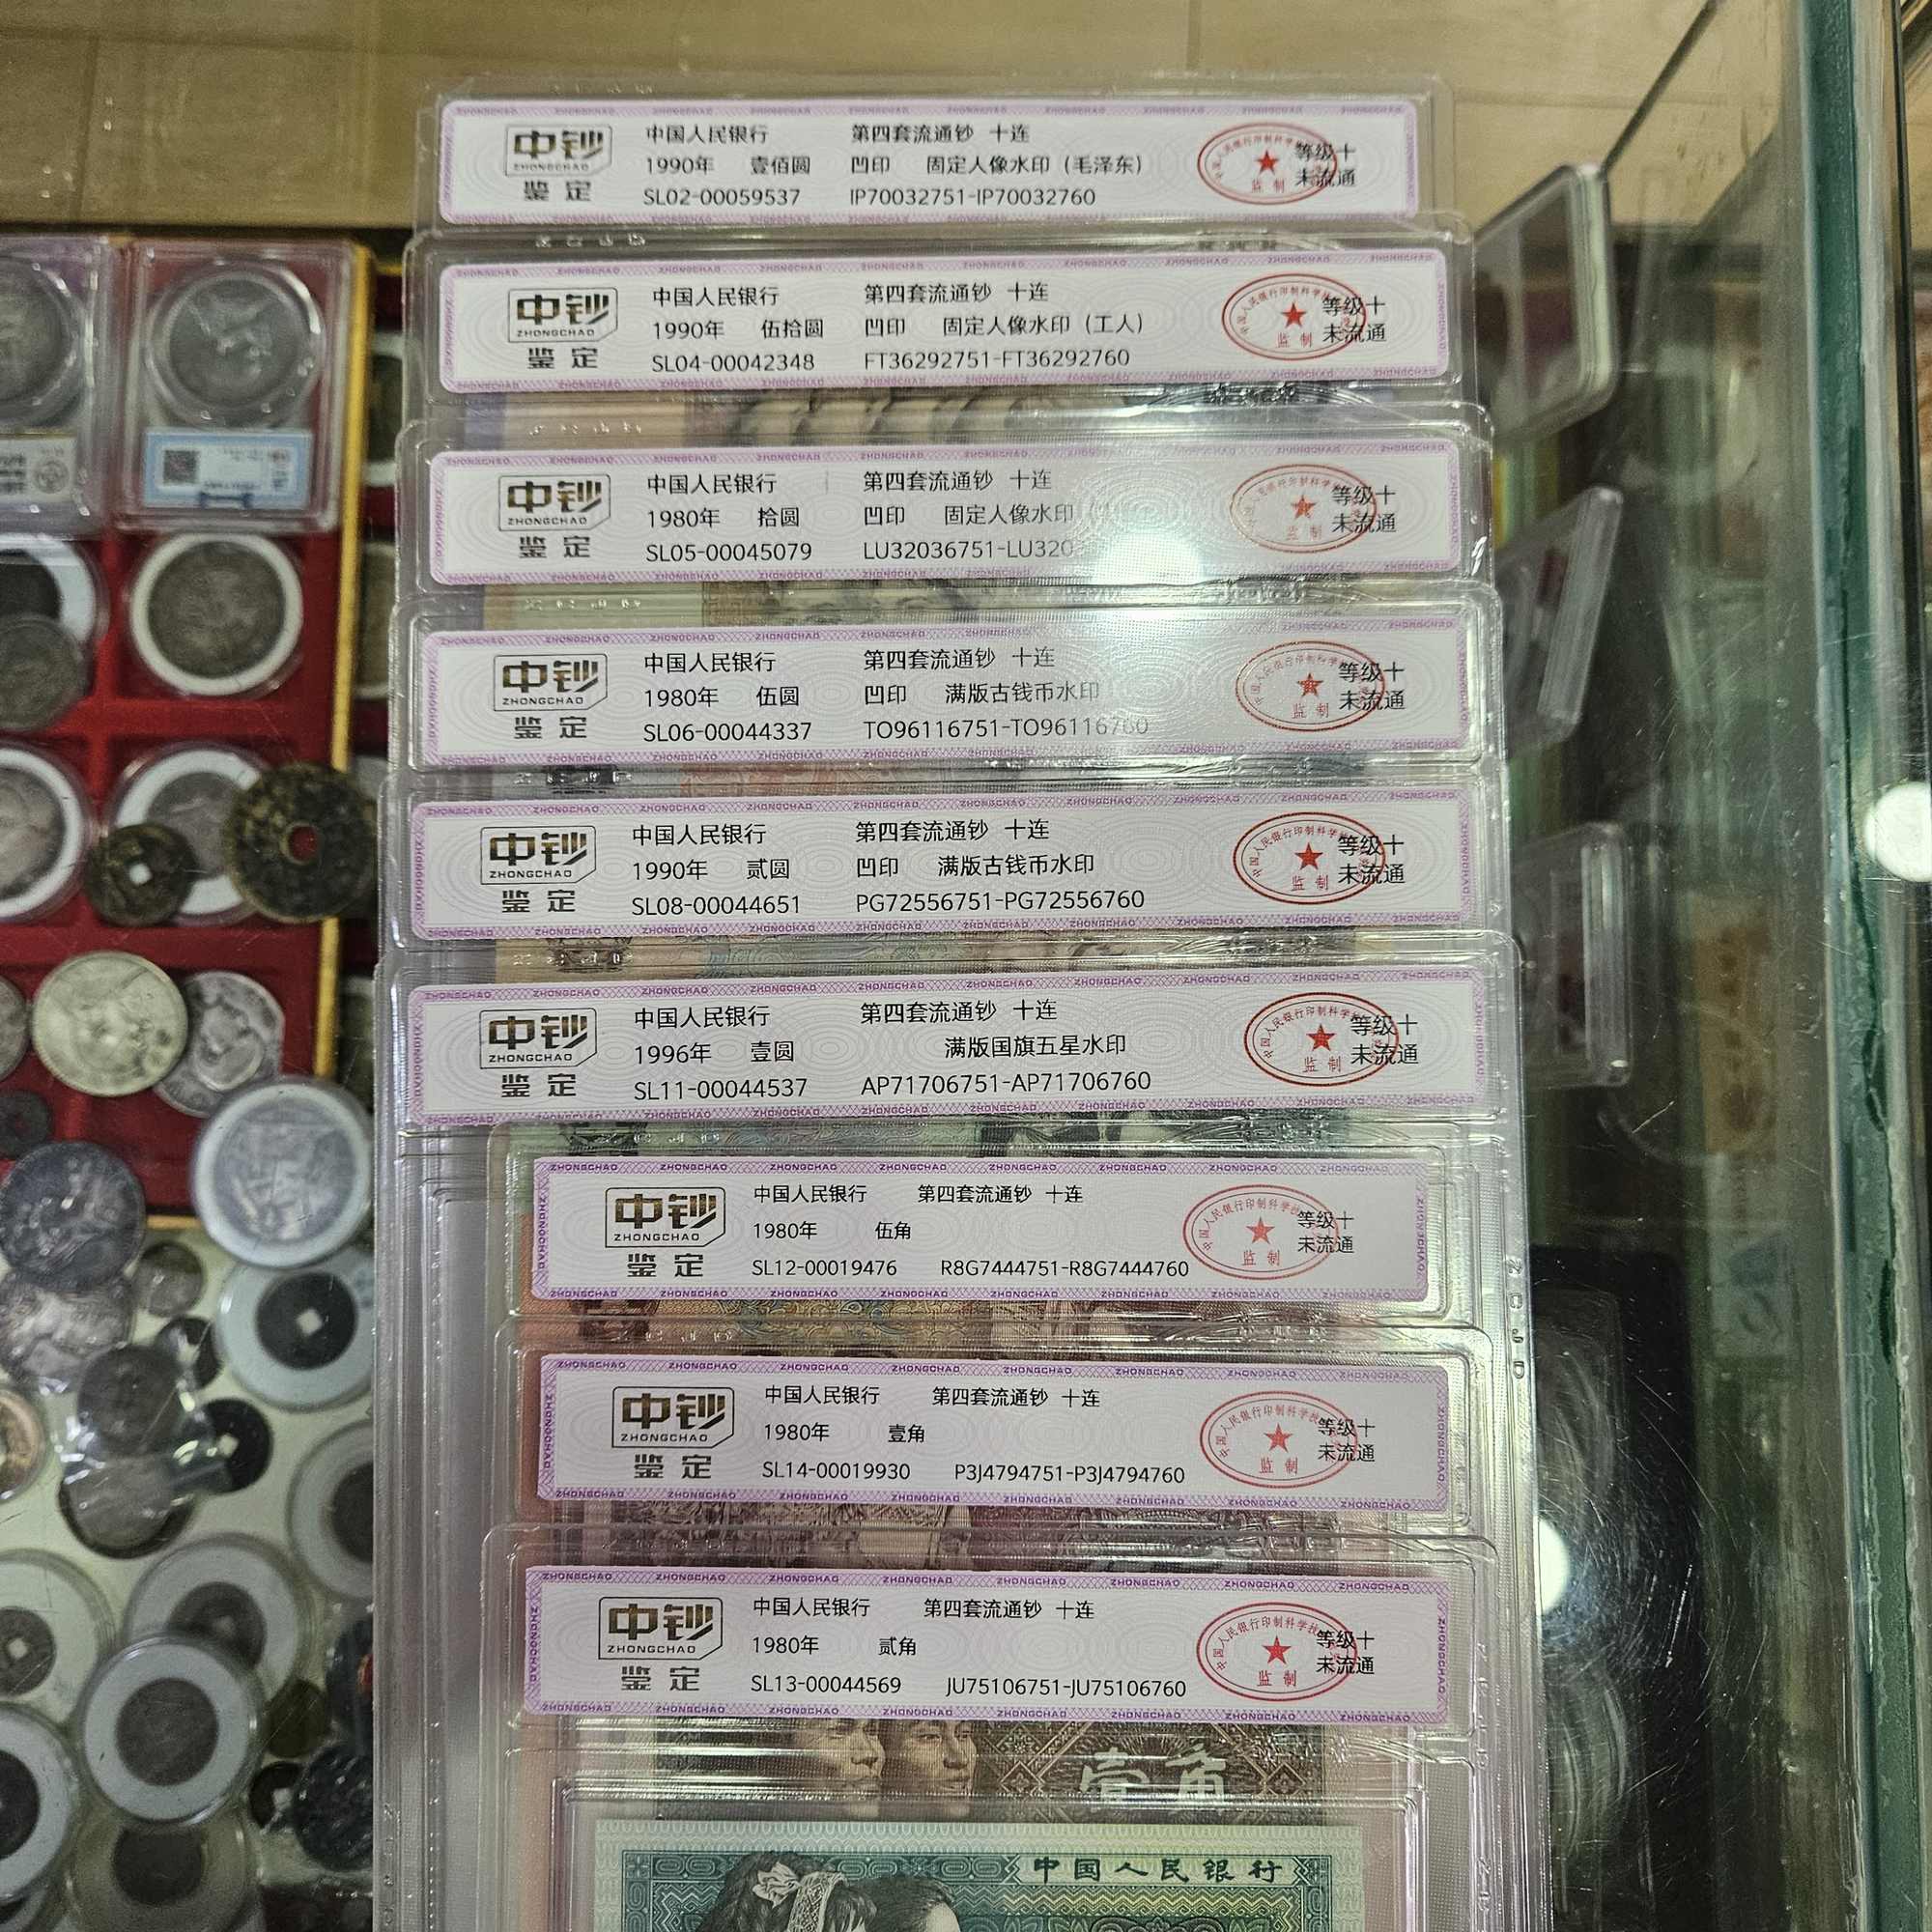 中钞 中国人民银行 第四套流通钞 十连 等级十
ZHONGCHAO 1990年 壹佰圆 凹印 固定人像水印（毛泽东） 未流通
鉴定 SL02-00059537 IP70032751-IP70032760 监制
中钞 中国人民银行 第四套流通钞 十连 等级十
ZHONGCHAO 1990年 伍拾圆 凹印 固定人像水印（工人） 未流通
鉴定 SL04-00042348 FT36292751-FT36292760 监制
中钞 中国人民银行 第四套流通钞 十连 等级十
ZHONGCHAO 1980年 拾圆 凹印 固定人像水印 未流通
鉴定 SL05-00045079 LU32036751-LU320
中钞 中国人民银行 第四套流通钞 十连 等级十
ZHONGCHAO 1980年 伍圆 凹印 满版古钱币水印 未流通
鉴定 SL06-00044337 TO96116751-TO96116760 监制
中钞 中国人民银行 第四套流通钞 十连 等级十
ZHONGCHAO 1990年 贰圆 凹印 满版古钱币水印 未流通
鉴定 SL08-00044651 PG72556751-PG72556760 监制
中钞 中国人民银行 第四套流通钞 十连 等级十
ZHONGCHAO 1996年 壹圆 满版国旗五星水印 未流通
鉴定 SL11-00044537 AP71706751-AP71706760 监制
中钞 中国人民银行 第四套流通钞 十连 等级十
ZHONGCHAO 1980年 伍角 未流通
鉴定 SL12-00019476 R8G7444751-R8G7444760 监制
中钞 中国人民银行 第四套流通钞 十连 等级十
ZHONGCHAO 1980年 壹角 未流通
鉴定 SL14-00019930 P3J4794751-P3J4794760 监制
中钞 中国人民银行 第四套流通钞 十连 等级十
ZHONGCHAO 1980年 贰角 未流通
鉴定 SL13-00044569 JU75106751-JU75106760 监制
壹角
中国人民银行